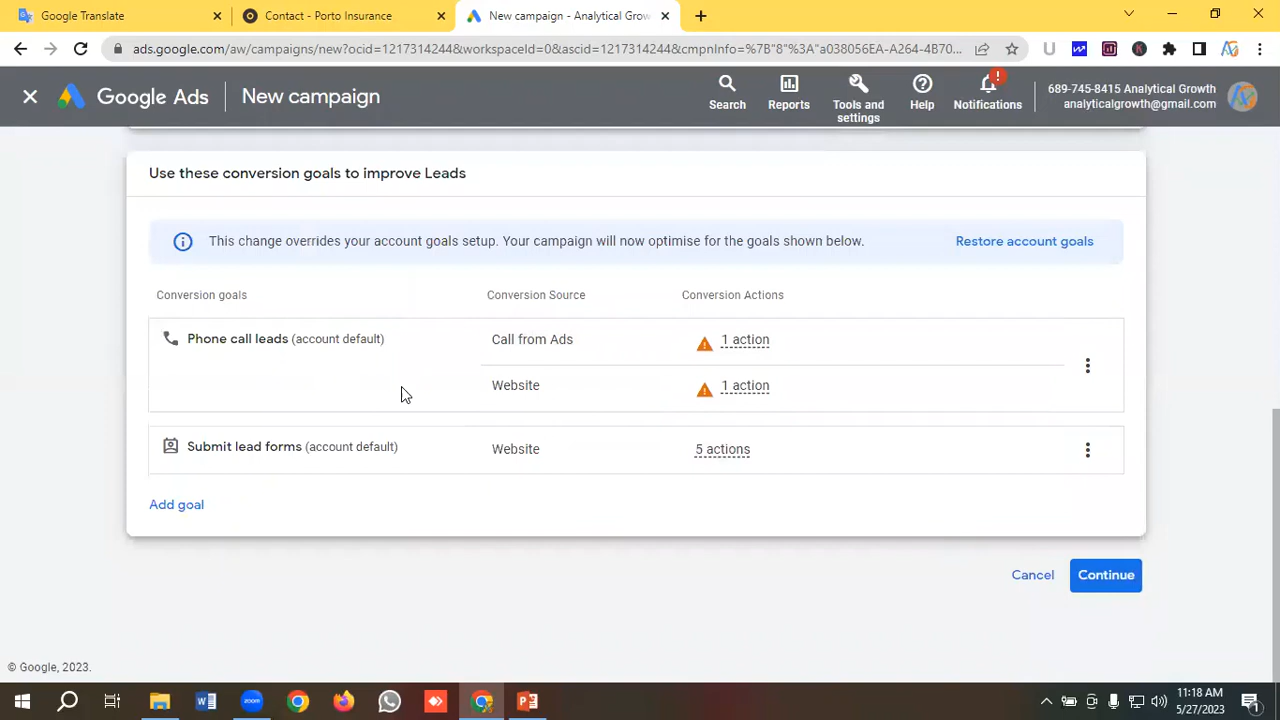 Google Translate
Contact - Porto Insurance
New campaign - Analytical Grow
ads.google.com/aw/campaigns/new?ocid=1217314244&workspaceId=0&ascid=1217314244&cmpnInfo=%7B"8"%3A"a038056EA-A264-4B70...
Google Ads
New campaign
Search
Reports
Tools and settings
Help
Notifications
689-745-8415 Analytical Growth
analyticalgrowth@gmail.com
Use these conversion goals to improve Leads
This change overrides your account goals setup. Your campaign will now optimise for the goals shown below.
Restore account goals
Conversion goals
Conversion Source
Conversion Actions
Phone call leads (account default)
Call from Ads
1 action
Website
1 action
Submit lead forms (account default)
Website
5 actions
Add goal
Cancel
Continue
© Google, 2023.
zoom
11:18 AM
5/27/2023